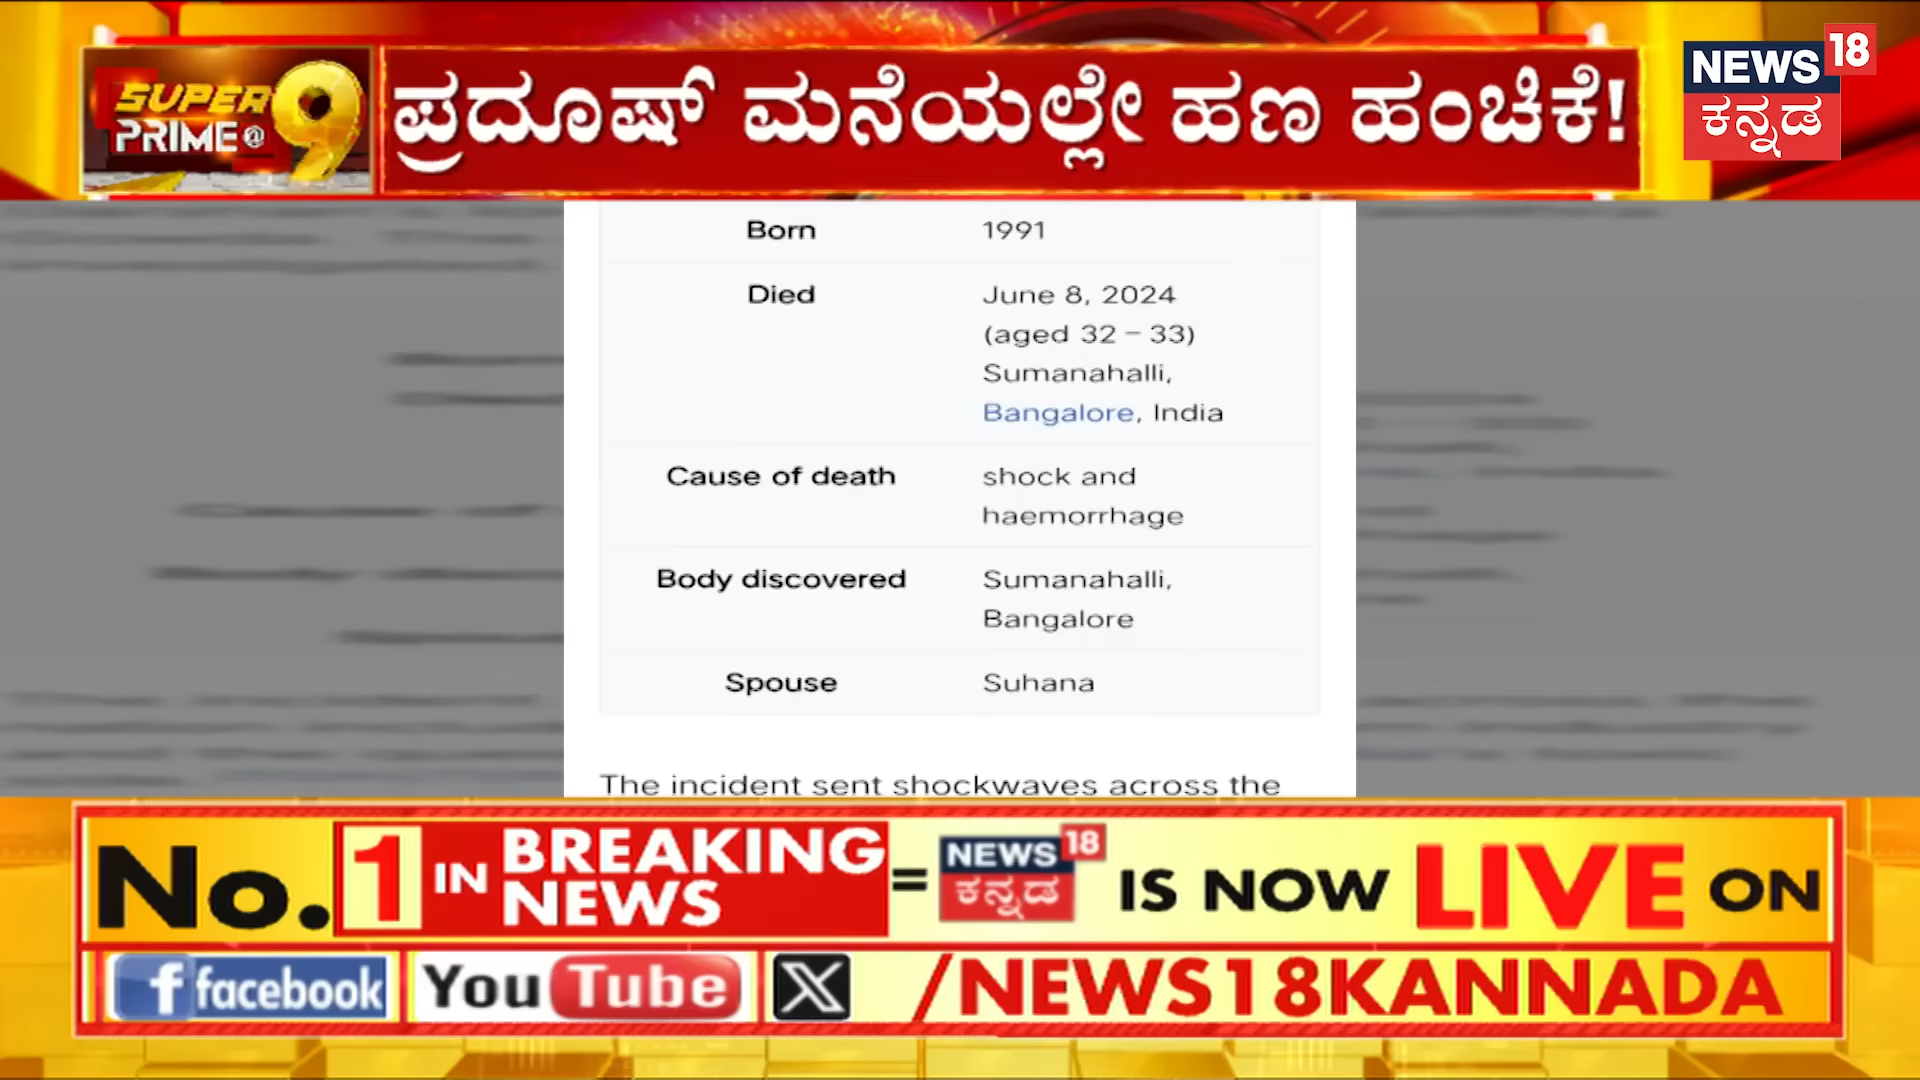 SUPER
PRIME@ 9
ಪ್ರದೂಷ್ ಮನೆಯಲ್ಲೇ ಹಣ ಹಂಚಿಕೆ!
NEWS 18
ಕನ್ನಡ
Born 1991
Died June 8, 2024
(aged 32 – 33)
Sumanahalli,
Bangalore, India
Cause of death shock and
haemorrhage
Body discovered Sumanahalli,
Bangalore
Spouse Suhana
The incident sent shockwaves across the
No. 1 IN BREAKING NEWS = NEWS 18 ಕನ್ನಡ IS NOW LIVE ON
f facebook YouTube X /NEWS18KANNADA